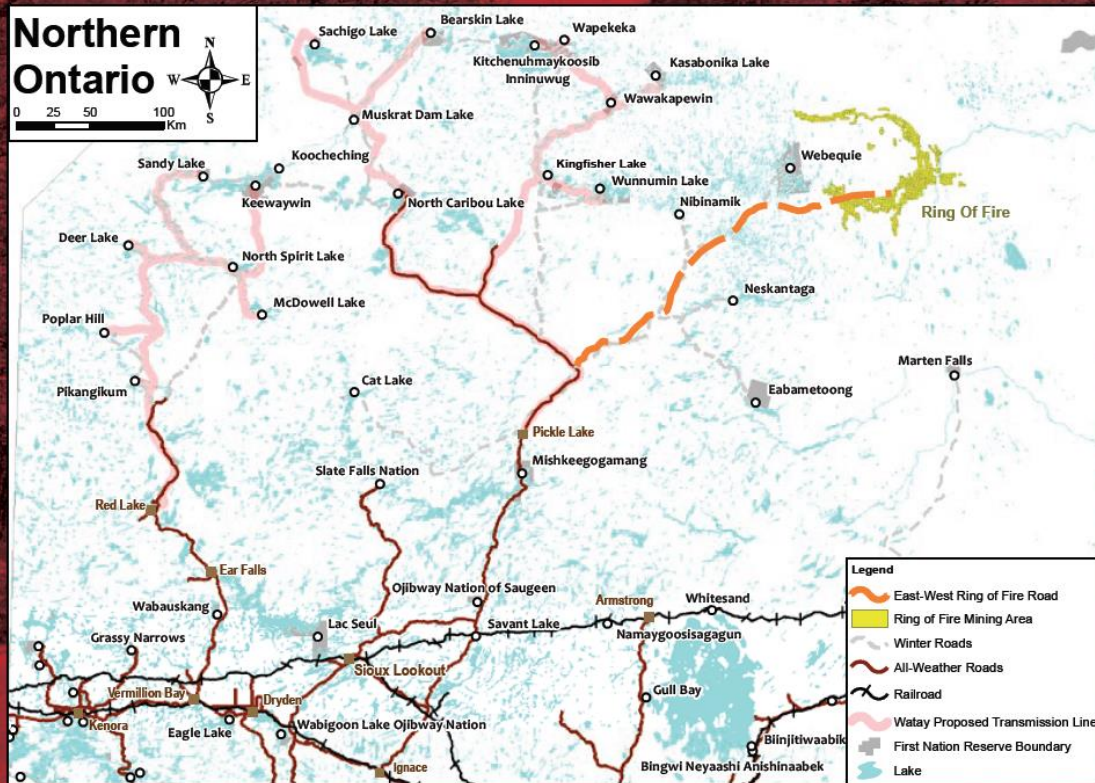 Northern
Ontario
N
W E
S
0 25 50 100
Km
Sachigo Lake
Bearskin Lake
Wapekeka
Kitchenuhmaykoosib
Inninuwug
Kasabonika Lake
Wawakapewin
Muskrat Dam Lake
Koocheching
Sandy Lake
Keewaywin
Kingfisher Lake
Wunnumin Lake
Webequie
North Caribou Lake
Nibinamik
Ring Of Fire
Deer Lake
North Spirit Lake
Neskantaga
McDowell Lake
Poplar Hill
Marten Falls
Pikangikum
Cat Lake
Eabametoong
Pickle Lake
Mishkeegogamang
Slate Falls Nation
Red Lake
Ear Falls
Ojibway Nation of Saugeen
Armstrong
Whitesand
Wabauskang
Lac Seul
Savant Lake
Namaygoosisagagun
Grassy Narrows
Sioux Lookout
Vermillion Bay
Dryden
Gull Bay
Kenora
Eagle Lake
Wabigoon Lake Ojibway Nation
Biinjitiwaabik
Bingwi Neyaashi Anishinaabek
Ignace
Legend
East-West Ring of Fire Road
Ring of Fire Mining Area
Winter Roads
All-Weather Roads
Railroad
Watay Proposed Transmission Line
First Nation Reserve Boundary
Lake